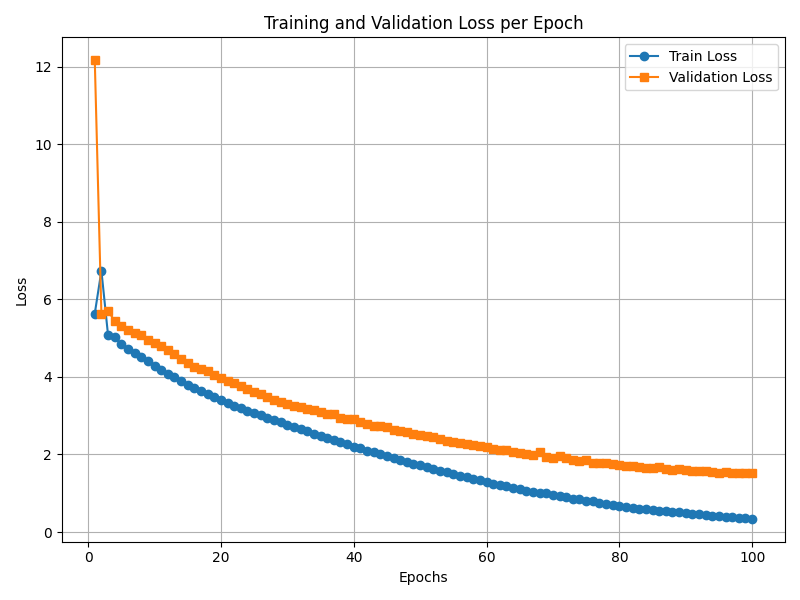 Training and Validation Loss per Epoch
Train Loss
Validation Loss
Loss
12
10
8
6
4
2
0
0 20 40 60 80 100
Epochs